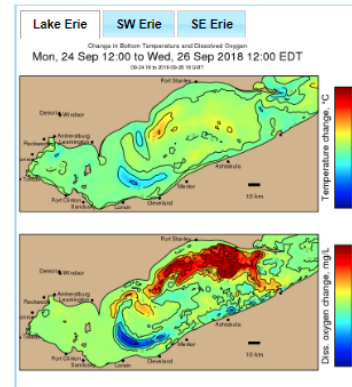 Lake Erie SW Erie SE Erie
Change in Bottom Temperature and Dissolved Oxygen
Mon, 24 Sep 12:00 to Wed, 26 Sep 2018 12:00 EDT
Port Stanley
Windsor
Amherstburg
Leamington
Ashtabula
Mentor
Port Clinton
Sandusky
Lorain
Cleveland
10 km
Temperature change, °C
Port Stanley
Windsor
Amherstburg
Leamington
Ashtabula
Mentor
Port Clinton
Sandusky
Lorain
Cleveland
10 km
Diss. oxygen change, mg/L